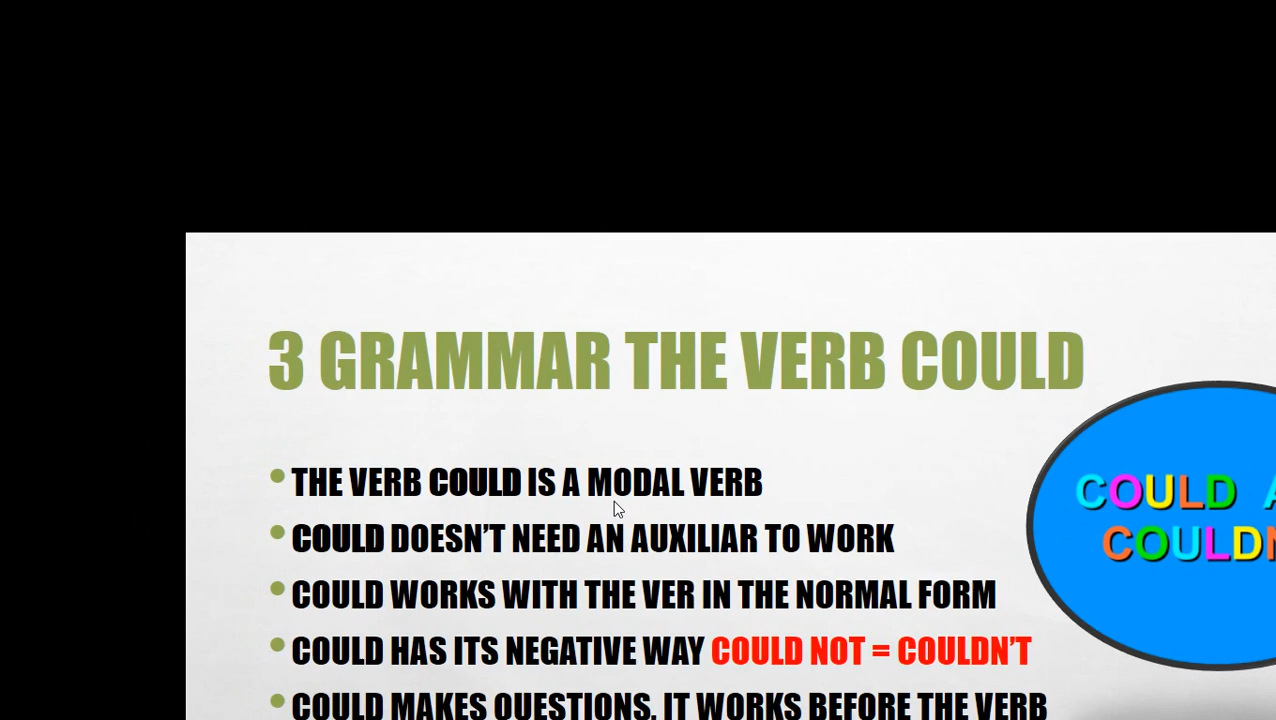 3 GRAMMAR THE VERB COULD
THE VERB COULD IS A MODAL VERB
COULD DOESN'T NEED AN AUXILIAR TO WORK
COULD WORKS WITH THE VER IN THE NORMAL FORM
COULD HAS ITS NEGATIVE WAY COULD NOT = COULDN'T
COULD MAKES QUESTIONS, IT WORKS BEFORE THE VERB
COULD